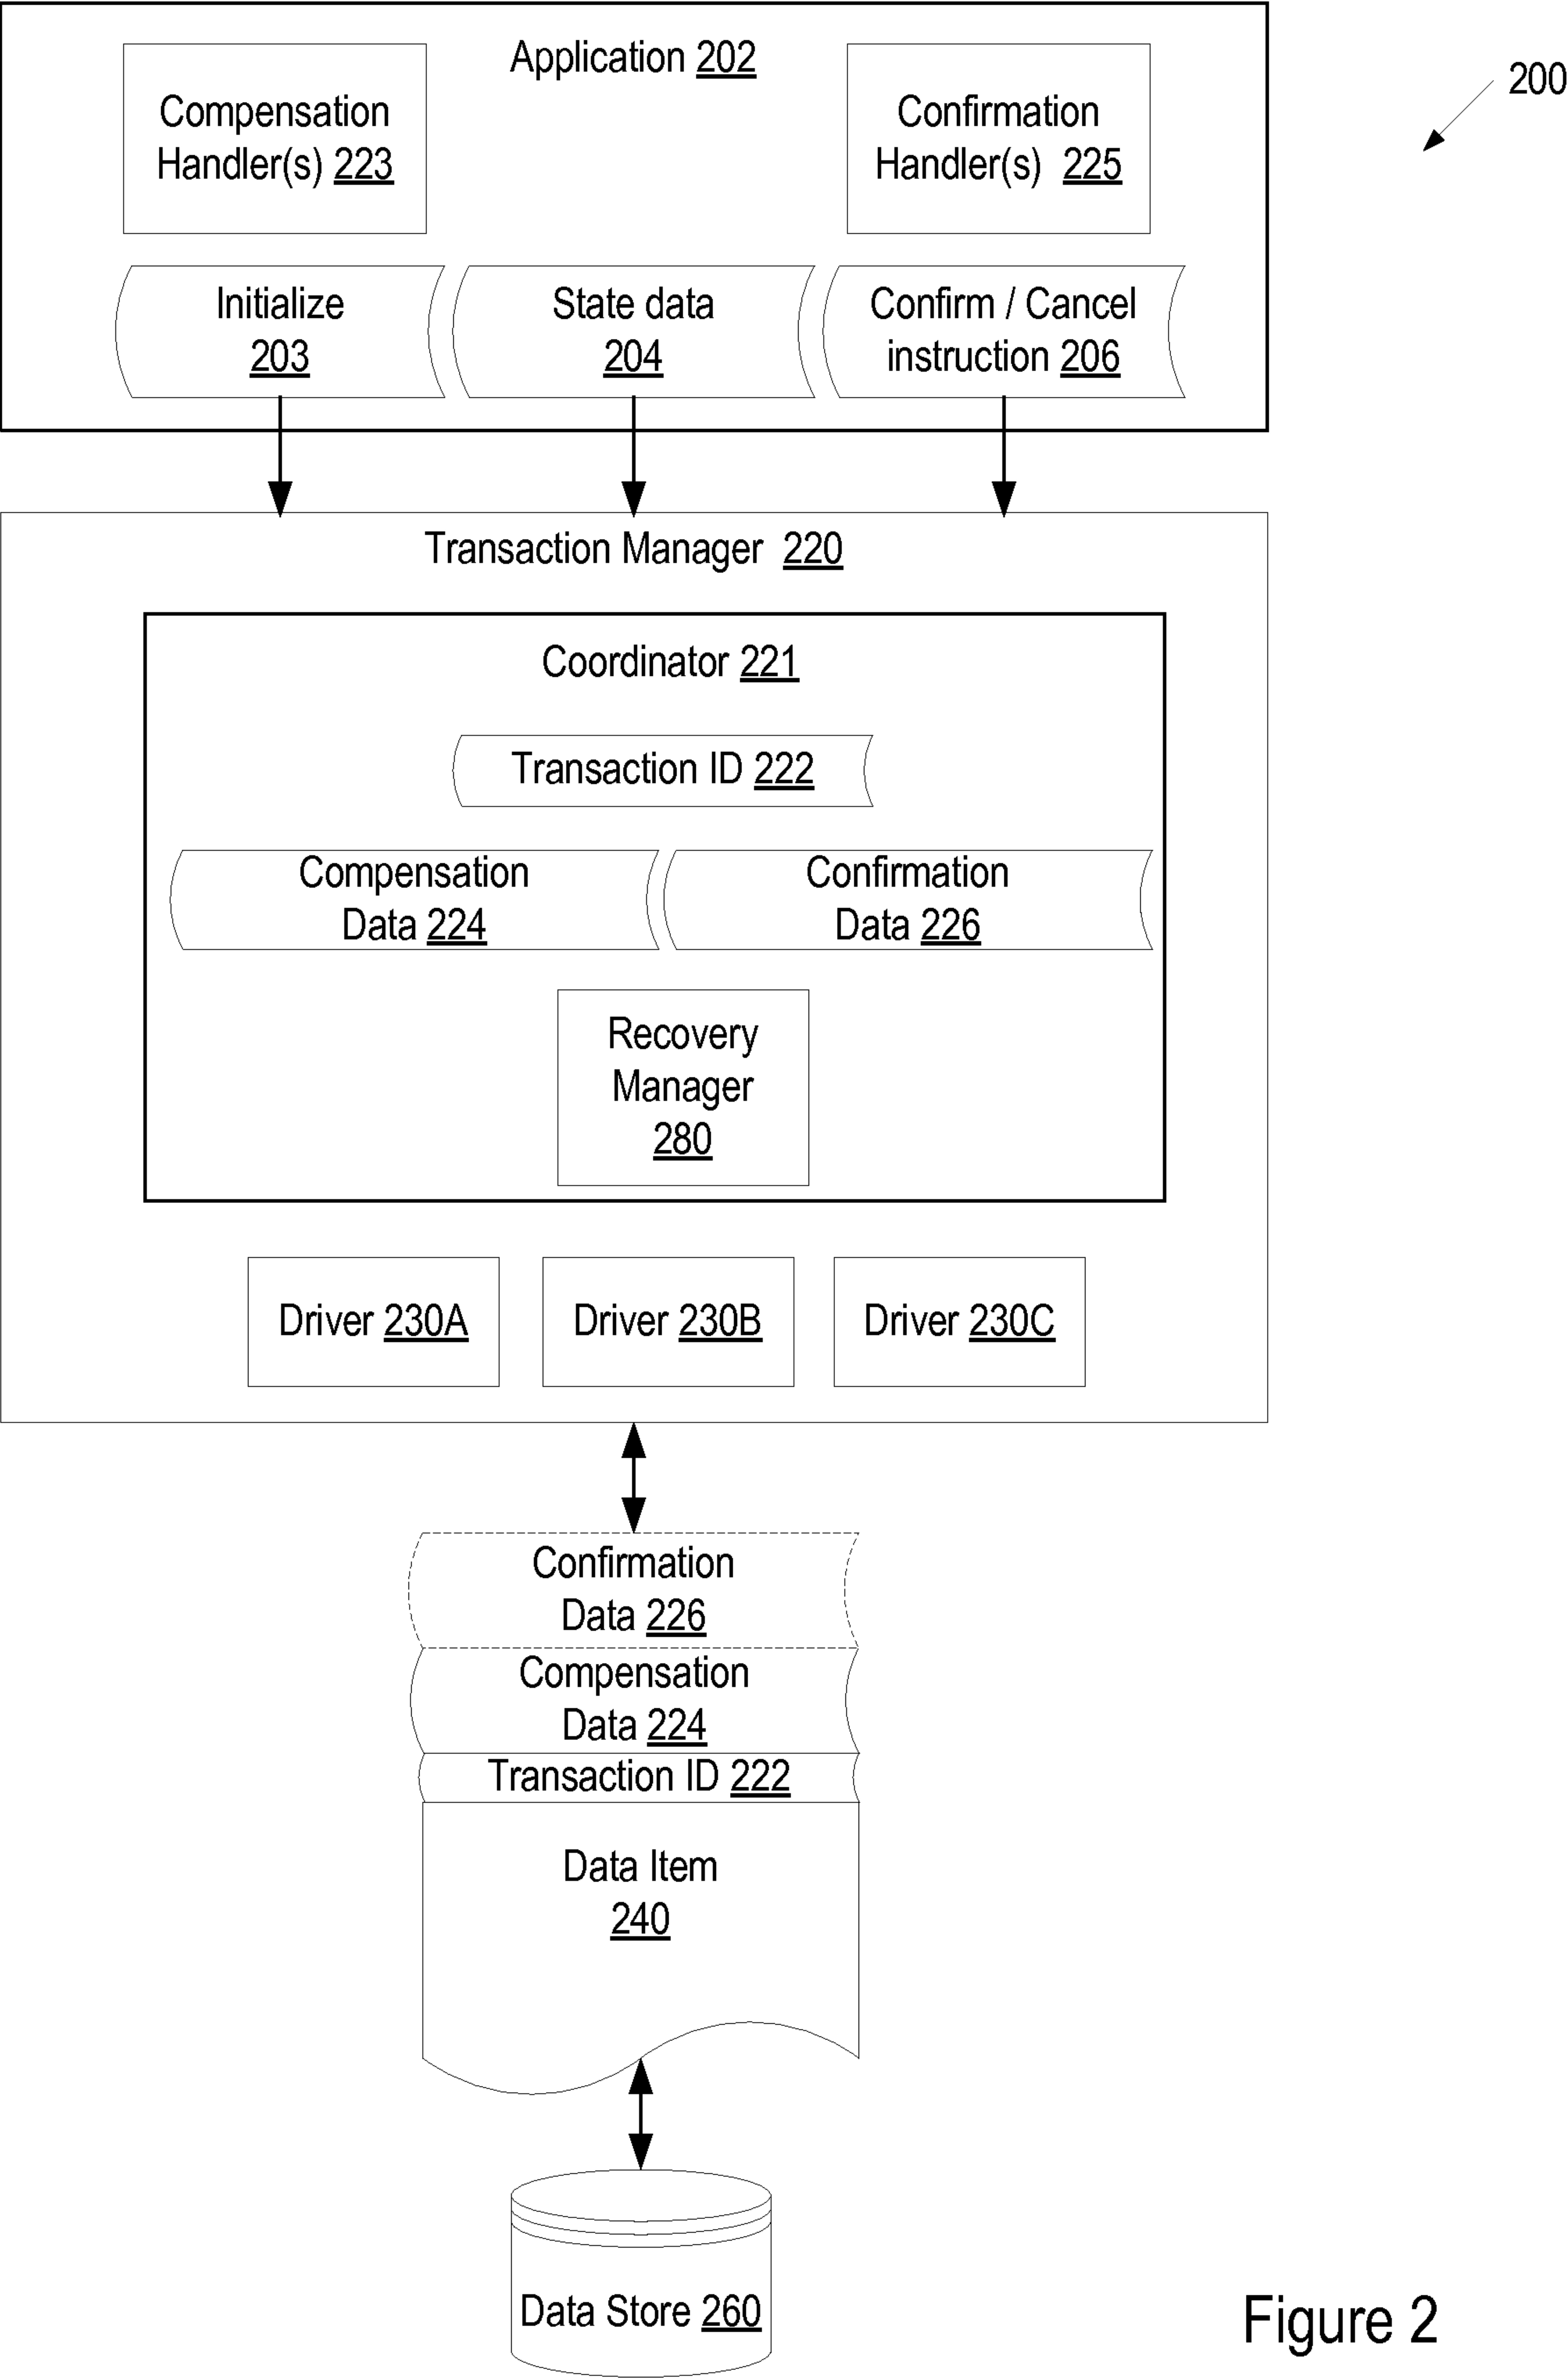 Application 202
200
Compensation
Handler(s) 223
Confirmation
Handler(s) 225
Initialize
203
State data
204
Confirm / Cancel
instruction 206
Transaction Manager 220
Coordinator 221
Transaction ID 222
Compensation
Data 224
Confirmation
Data 226
Recovery
Manager
280
Driver 230A
Driver 230B
Driver 230C
Confirmation
Data 226
Compensation
Data 224
Transaction ID 222
Data Item
240
Data Store 260
Figure 2